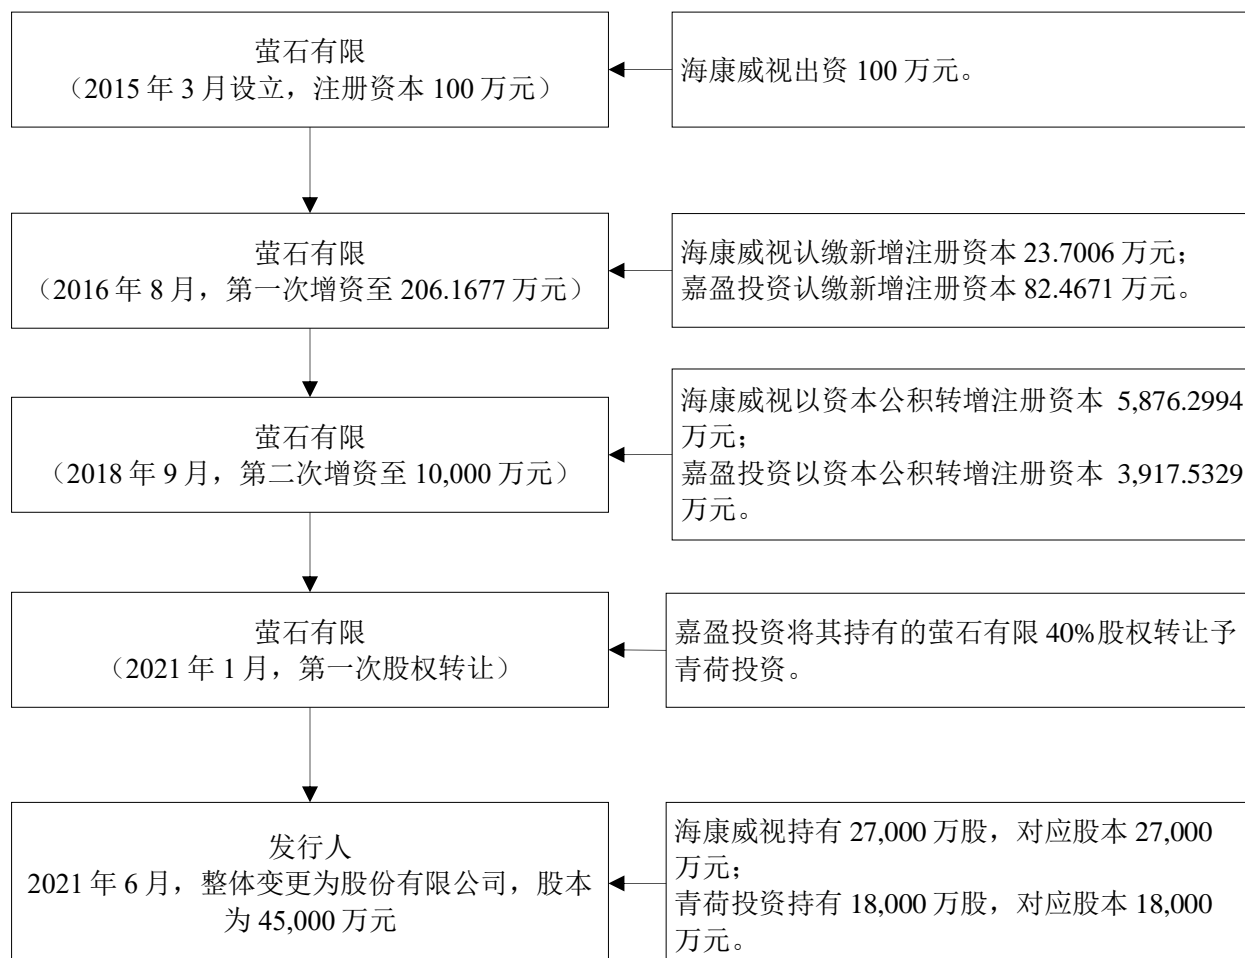 萤石有限
（2015 年 3 月设立，注册资本 100 万元）
海康威视出资 100 万元。
萤石有限
（2016 年 8 月，第一次增资至 206.1677 万元）
海康威视认缴新增注册资本 23.7006 万元；
嘉盈投资认缴新增注册资本 82.4671 万元。
萤石有限
（2018 年 9 月，第二次增资至 10,000 万元）
海康威视以资本公积转增注册资本 5,876.2994
万元；
嘉盈投资以资本公积转增注册资本 3,917.5329
万元。
萤石有限
（2021 年 1 月，第一次股权转让）
嘉盈投资将其持有的萤石有限 40%股权转让予
青荷投资。
发行人
2021 年 6 月，整体变更为股份有限公司，股本
为 45,000 万元
海康威视持有 27,000 万股，对应股本 27,000
万元；
青荷投资持有 18,000 万股，对应股本 18,000
万元。